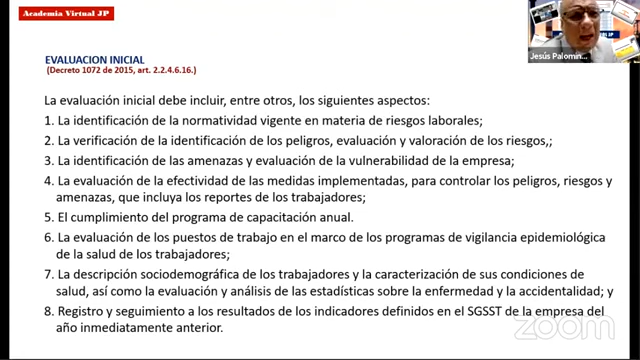 Academia Virtual JP
EVALUACION INICIAL
(Decreto 1072 de 2015, art. 2.2.4.6.16.)
La evaluación inicial debe incluir, entre otros, los siguientes aspectos:
1. La identificación de la normatividad vigente en materia de riesgos laborales;
2. La verificación de la identificación de los peligros, evaluación y valoración de los riesgos,;
3. La identificación de las amenazas y evaluación de la vulnerabilidad de la empresa;
4. La evaluación de la efectividad de las medidas implementadas, para controlar los peligros, riesgos y
amenazas, que incluya los reportes de los trabajadores;
5. El cumplimiento del programa de capacitación anual.
6. La evaluación de los puestos de trabajo en el marco de los programas de vigilancia epidemiológica
de la salud de los trabajadores;
7. La descripción sociodemográfica de los trabajadores y la caracterización de sus condiciones de
salud, así como la evaluación y análisis de las estadísticas sobre la enfermedad y la accidentalidad; y
8. Registro y seguimiento a los resultados de los indicadores definidos en el SGSST de la empresa del
año inmediatamente anterior.
JP
Jesús Palomin...
zoom